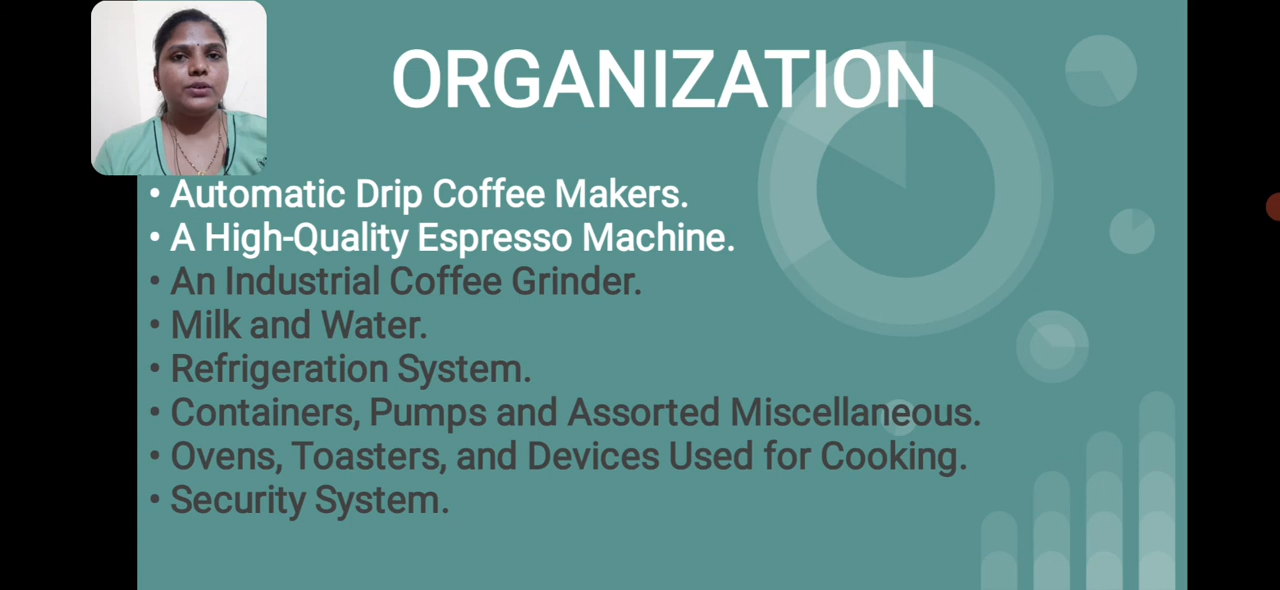 ORGANIZATION
• Automatic Drip Coffee Makers.
• A High-Quality Espresso Machine.
• An Industrial Coffee Grinder.
• Milk and Water.
• Refrigeration System.
• Containers, Pumps and Assorted Miscellaneous.
• Ovens, Toasters, and Devices Used for Cooking.
• Security System.